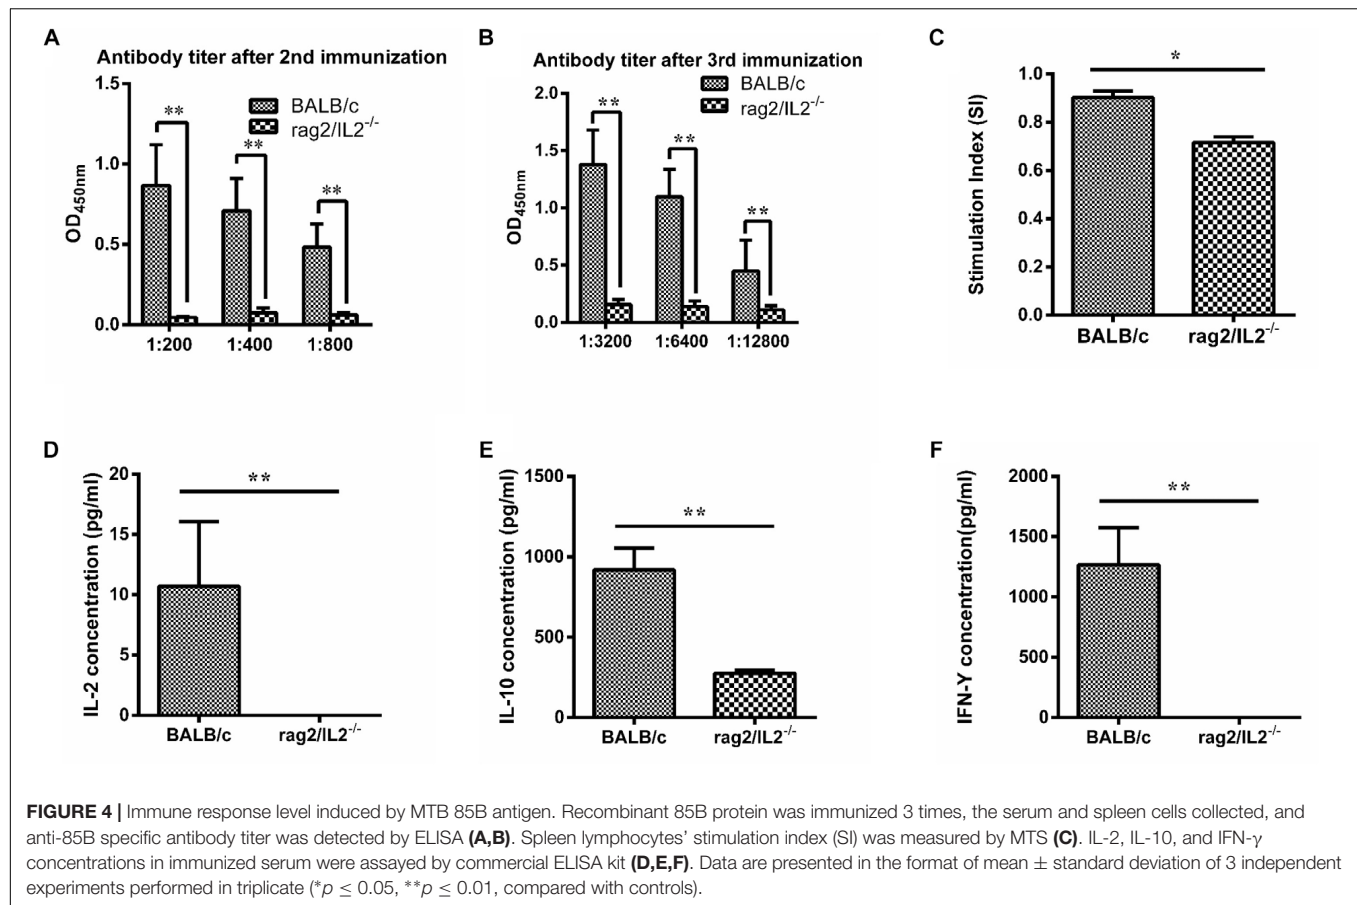 A
Antibody titer after 2nd immunization
1.5
1.0
0.5
0.0
OD450nm
BALB/c
rag2/IL2-/-
**
**
**
1:200 1:400 1:800
B
Antibody titer after 3rd immunization
2.0
1.5
1.0
0.5
0.0
OD450nm
BALB/c
rag2/IL2-/-
**
**
**
1:3200 1:6400 1:12800
C
1.0
0.8
0.6
0.4
0.2
0.0
Stimulation Index (SI)
*
BALB/c rag2/IL2-/-
D
20
15
10
5
0
IL-2 concentration (pg/ml)
**
BALB/c rag2/IL2-/-
E
1500
1000
500
0
IL-10 concentration (pg/ml)
**
BALB/c rag2/IL2-/-
F
2000
1500
1000
500
0
IFN-Y concentration(pg/ml)
**
BALB/c rag2/IL2-/-
FIGURE 4 | Immune response level induced by MTB 85B antigen. Recombinant 85B protein was immunized 3 times, the serum and spleen cells collected, and
anti-85B specific antibody titer was detected by ELISA (A,B). Spleen lymphocytes' stimulation index (SI) was measured by MTS (C). IL-2, IL-10, and IFN-γ
concentrations in immunized serum were assayed by commercial ELISA kit (D,E,F). Data are presented in the format of mean ± standard deviation of 3 independent
experiments performed in triplicate (*p ≤ 0.05, **p ≤ 0.01, compared with controls).